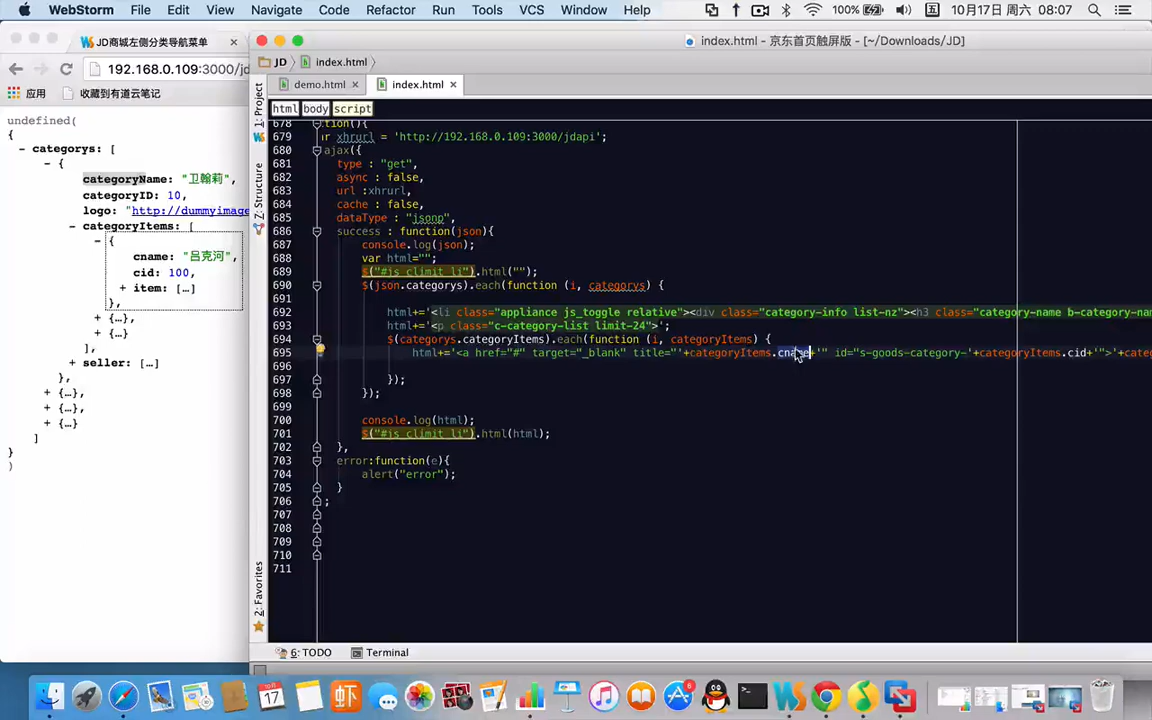 WebStorm File Edit View Navigate Code Refactor Run Tools VCS Window Help 100% 五 10月17日 周六 08:07
JD商城左侧分类导航菜单
index.html - 京东首页触屏版 - [~/Downloads/JD]
192.168.0.109:3000/jd
JD index.html
应用 收藏到有道云笔记
demo.html index.html
html body script
1: Project
7: Structure
2: Favorites
undefined(
{
categorys: [
{
categoryName: "卫翰莉",
categoryID: 10,
logo: "http://dummyimage
categoryItems: [
{
cname: "吕克河",
cid: 100,
item: […]
},
{…},
{…}
],
seller: […]
},
{…},
{…},
{…}
]
}
)
678 ction(){
679 ar xhrurl = 'http://192.168.0.109:3000/jdapi';
680 ajax({
681 type : "get",
682 async : false,
683 url :xhrurl,
684 cache : false,
685 dataType : "jsonp",
686 success : function(json){
687 console.log(json);
688 var html="";
689 $("#js_climit_li").html("");
690 $(json.categorys).each(function (i, categorys) {
691
692 html+='<li class="appliance js_toggle relative"><div class="category-info list-nz"><h3 class="category-name b-category-nam
693 html+='<p class="c-category-list limit-24">';
694 $(categorys.categoryItems).each(function (i, categoryItems) {
695 html+='<a href="#" target="_blank" title="'+categoryItems.cname+'" id="s-goods-category-'+categoryItems.cid+'">'+categ
696
697 });
698 });
699
700 console.log(html);
701 $("#js_climit_li").html(html);
702 },
703 error:function(e){
704 alert("error");
705 }
706 ;
707
708
709
710
711
6: TODO Terminal